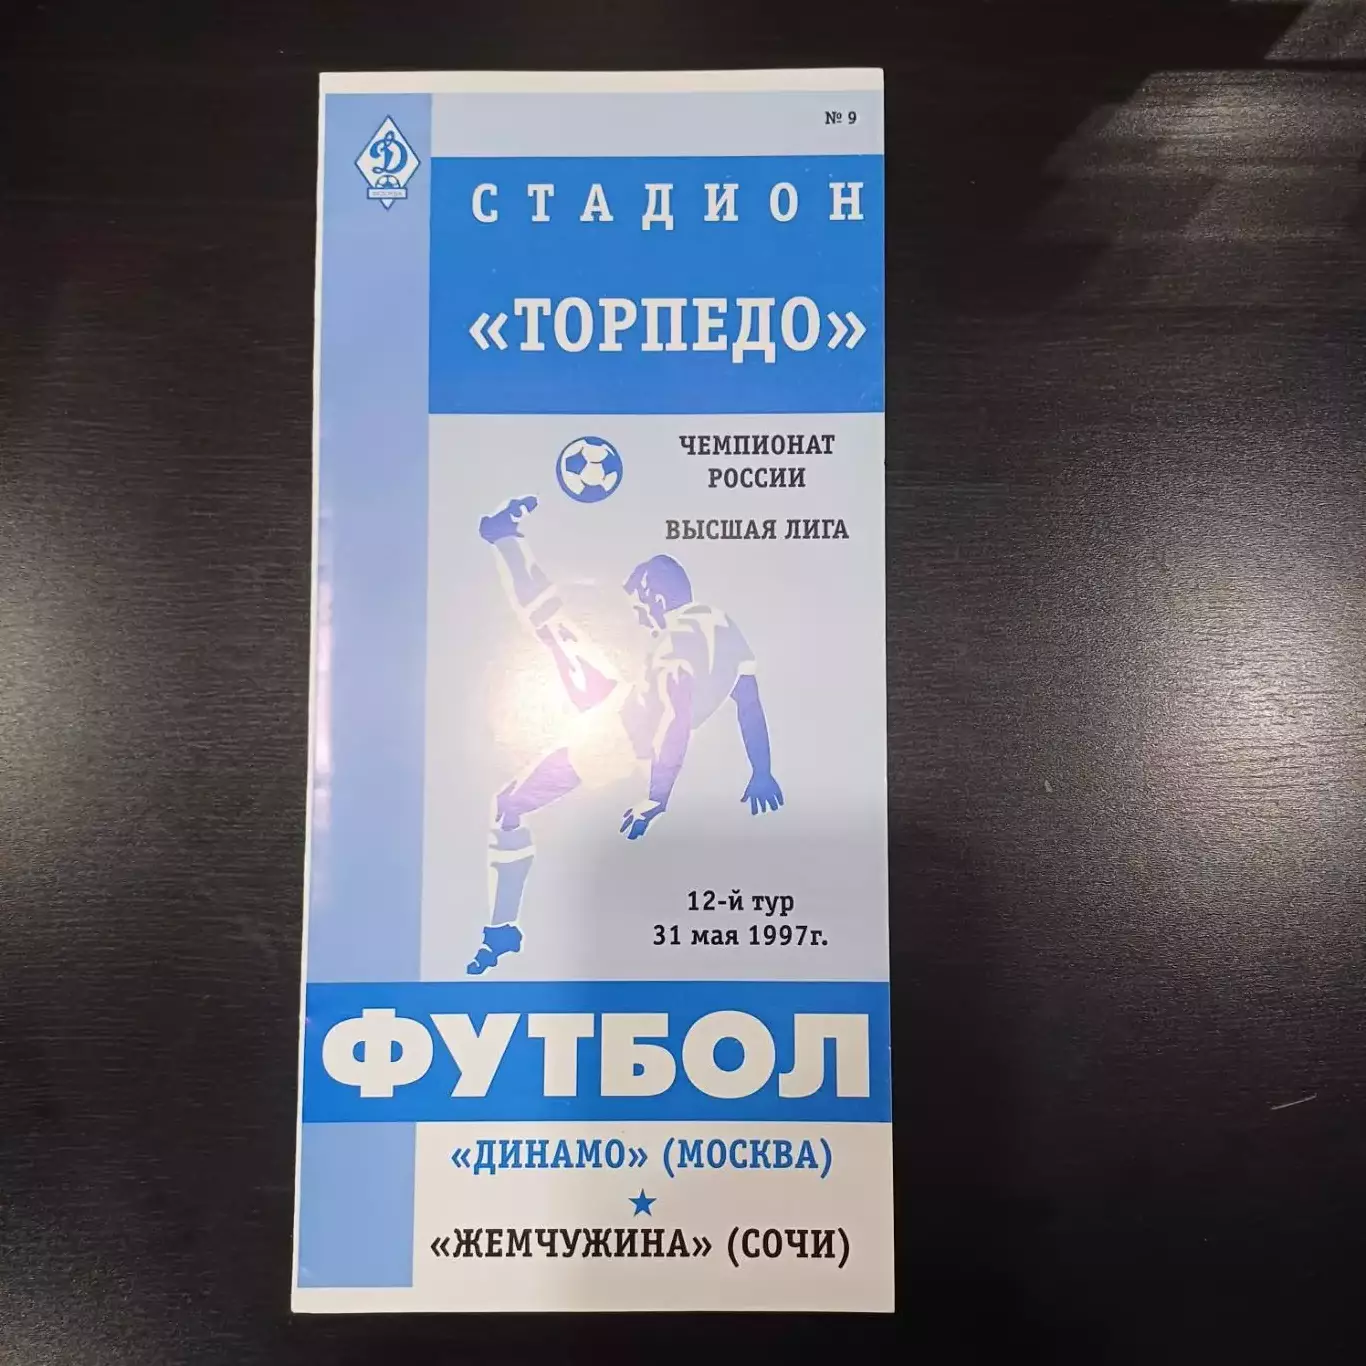 № 9
Д
СТАДИОН
«ТОРПЕДО»
ЧЕМПИОНАТ
РОССИИ
ВЫСШАЯ ЛИГА
12-й тур
31 мая 1997г.
ФУТБОЛ
«ДИНАМО» (МОСКВА)
«ЖЕМЧУЖИНА» (СОЧИ)